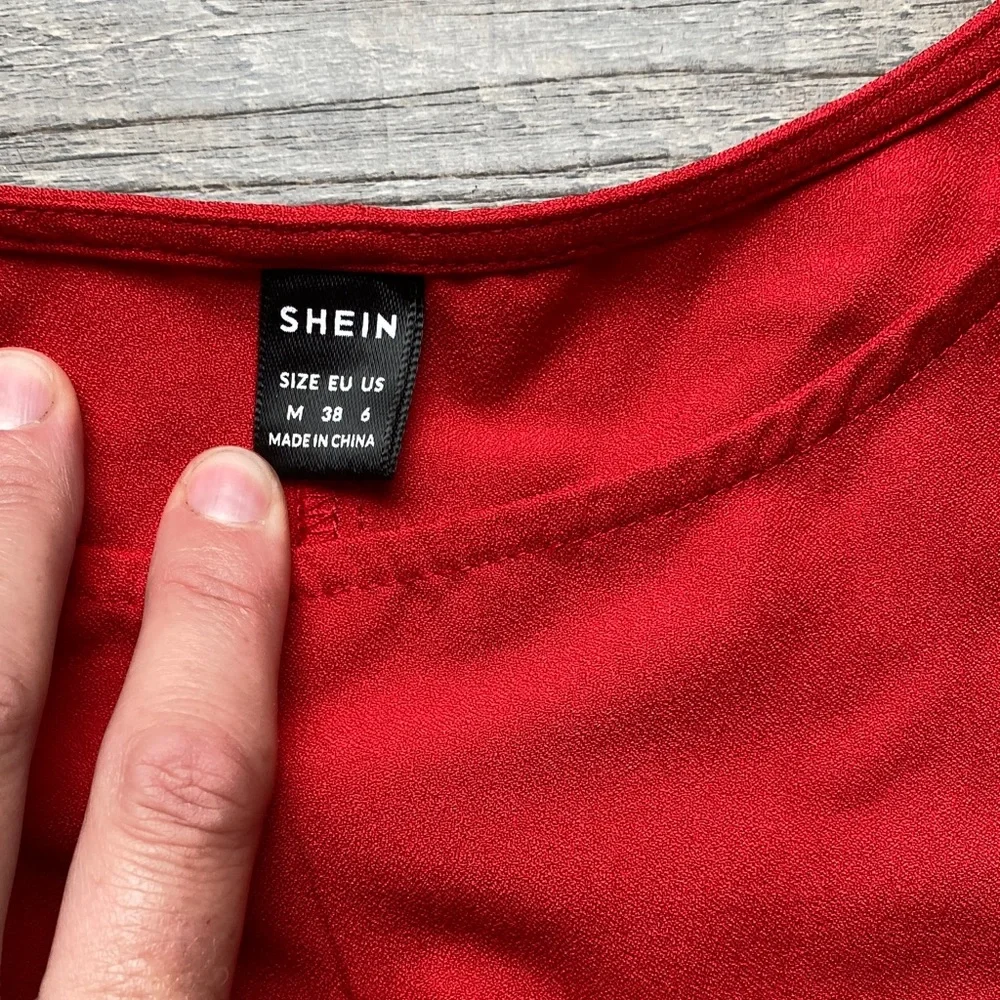 SHEIN
SIZE EU US
M 38 6
MADE IN CHINA